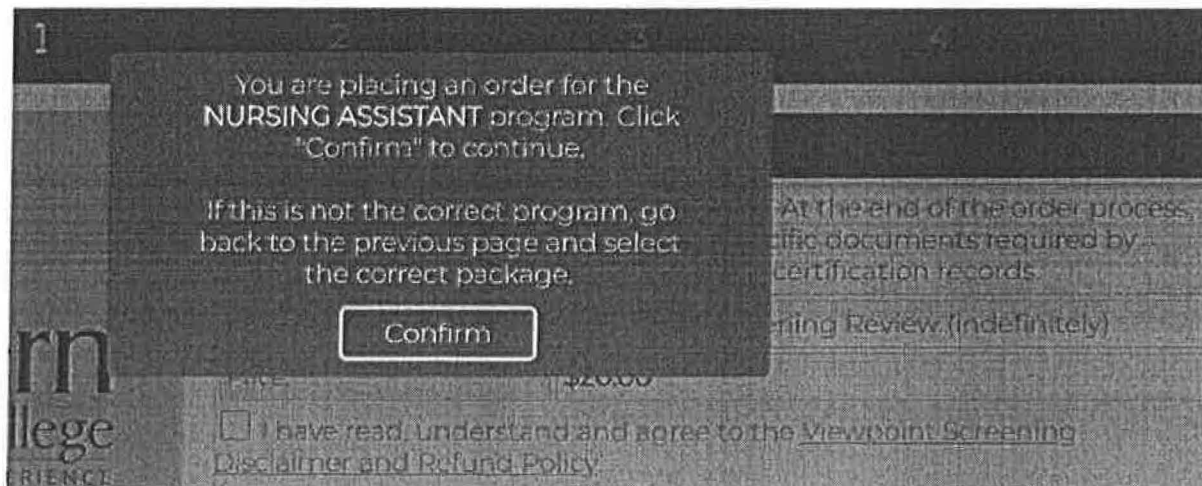 1 2 3 4
You are placing an order for the
NURSING ASSISTANT program. Click
"Confirm" to continue.
If this is not the correct program, go
back to the previous page and select
the correct package.
Confirm
At the end of the order process,
documents required by
certification records
Review (indefinitely)
Price: $20.00
I have read, understand and agree to the Viewpoint Screening
Disclaimer and Refund Policy
rn
llege
ERIENCE